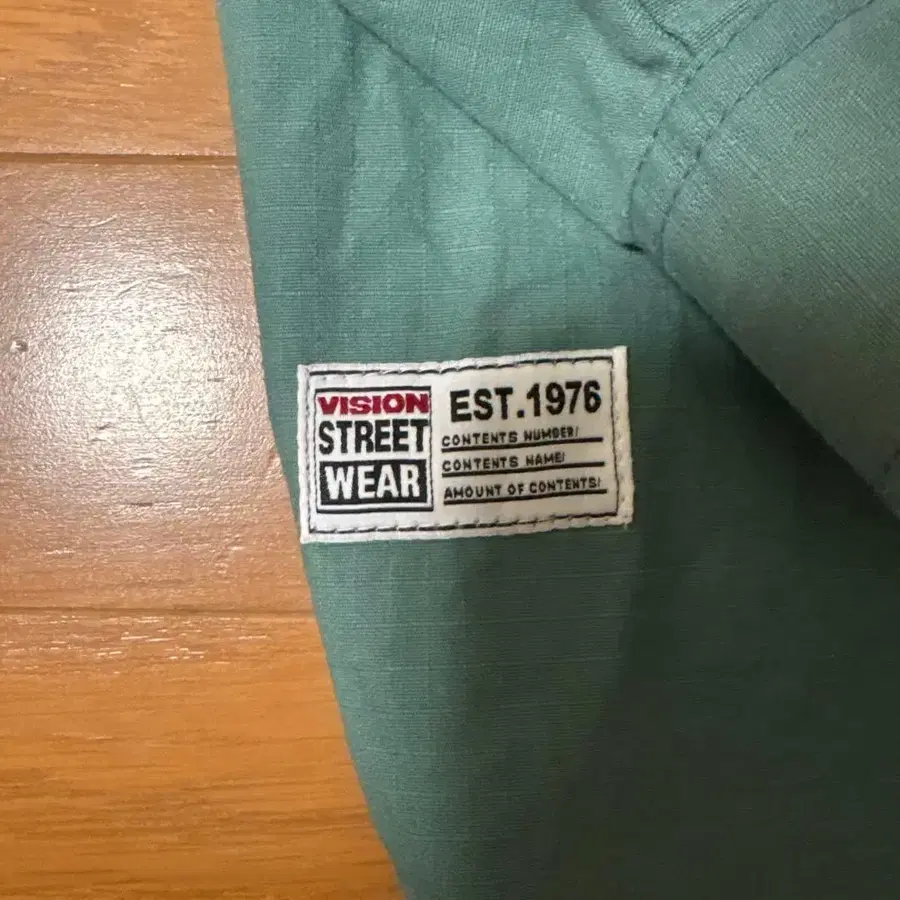 VISION
STREET
WEAR
EST.1976
CONTENTS NUMBER/
CONTENTS NAME/
AMOUNT OF CONTENTS/